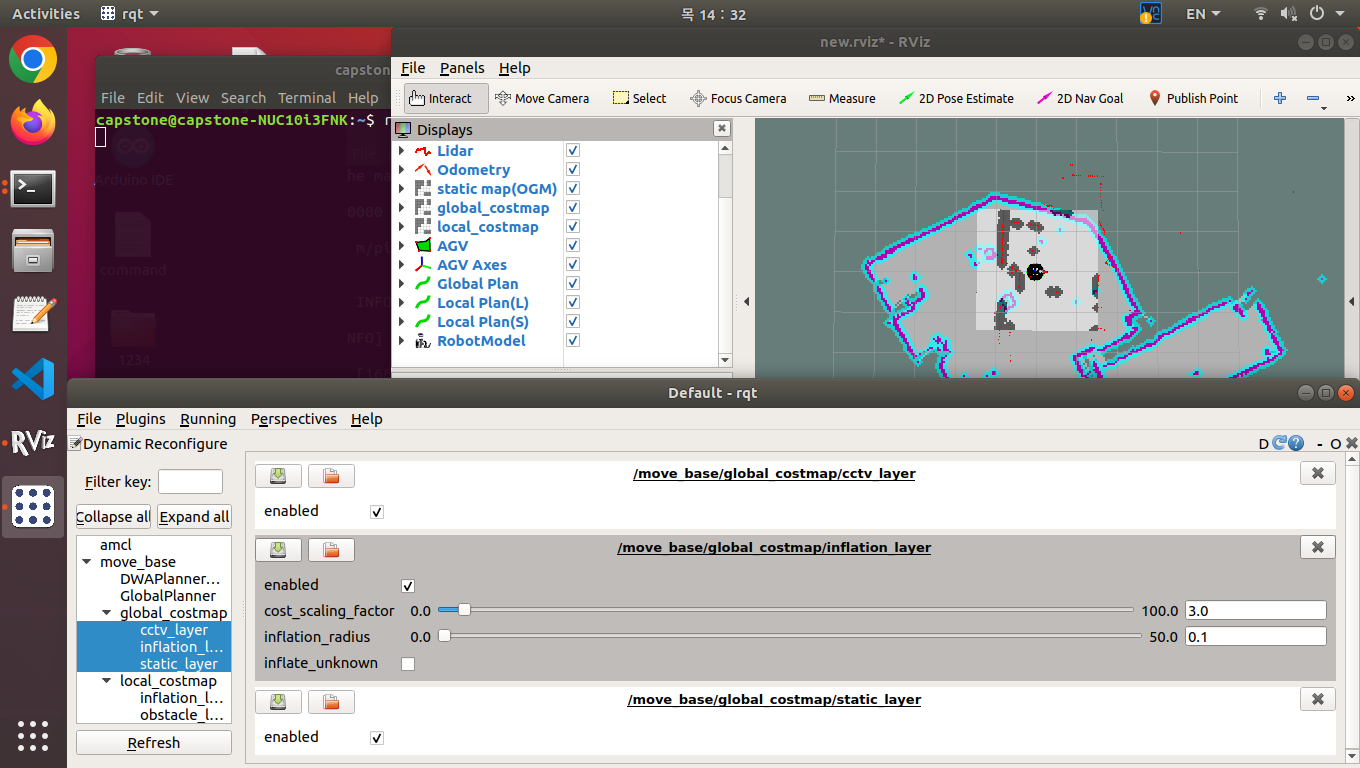 Activities rqt 목 14 : 32 EN
new.rviz* - RViz
capstone
File Edit View Search Terminal Help
File Panels Help
Interact Move Camera Select Focus Camera Measure 2D Pose Estimate 2D Nav Goal Publish Point »
capstone@capstone-NUC10i3FNK:~$ r
Displays
Lidar
Odometry
static map(OGM)
global_costmap
local_costmap
AGV
AGV Axes
Global Plan
Local Plan(L)
Local Plan(S)
RobotModel
Arduino IDE
command
1234
RViz
Default - rqt
File Plugins Running Perspectives Help
Dynamic Reconfigure D - O
Filter key:
Collapse all Expand all
amcl
move_base
DWAPlanner…
GlobalPlanner
global_costmap
cctv_layer
inflation_l…
static_layer
local_costmap
inflation_l…
obstacle_l…
Refresh
/move_base/global_costmap/cctv_layer
enabled
/move_base/global_costmap/inflation_layer
enabled
cost_scaling_factor 0.0 100.0 3.0
inflation_radius 0.0 50.0 0.1
inflate_unknown
/move_base/global_costmap/static_layer
enabled